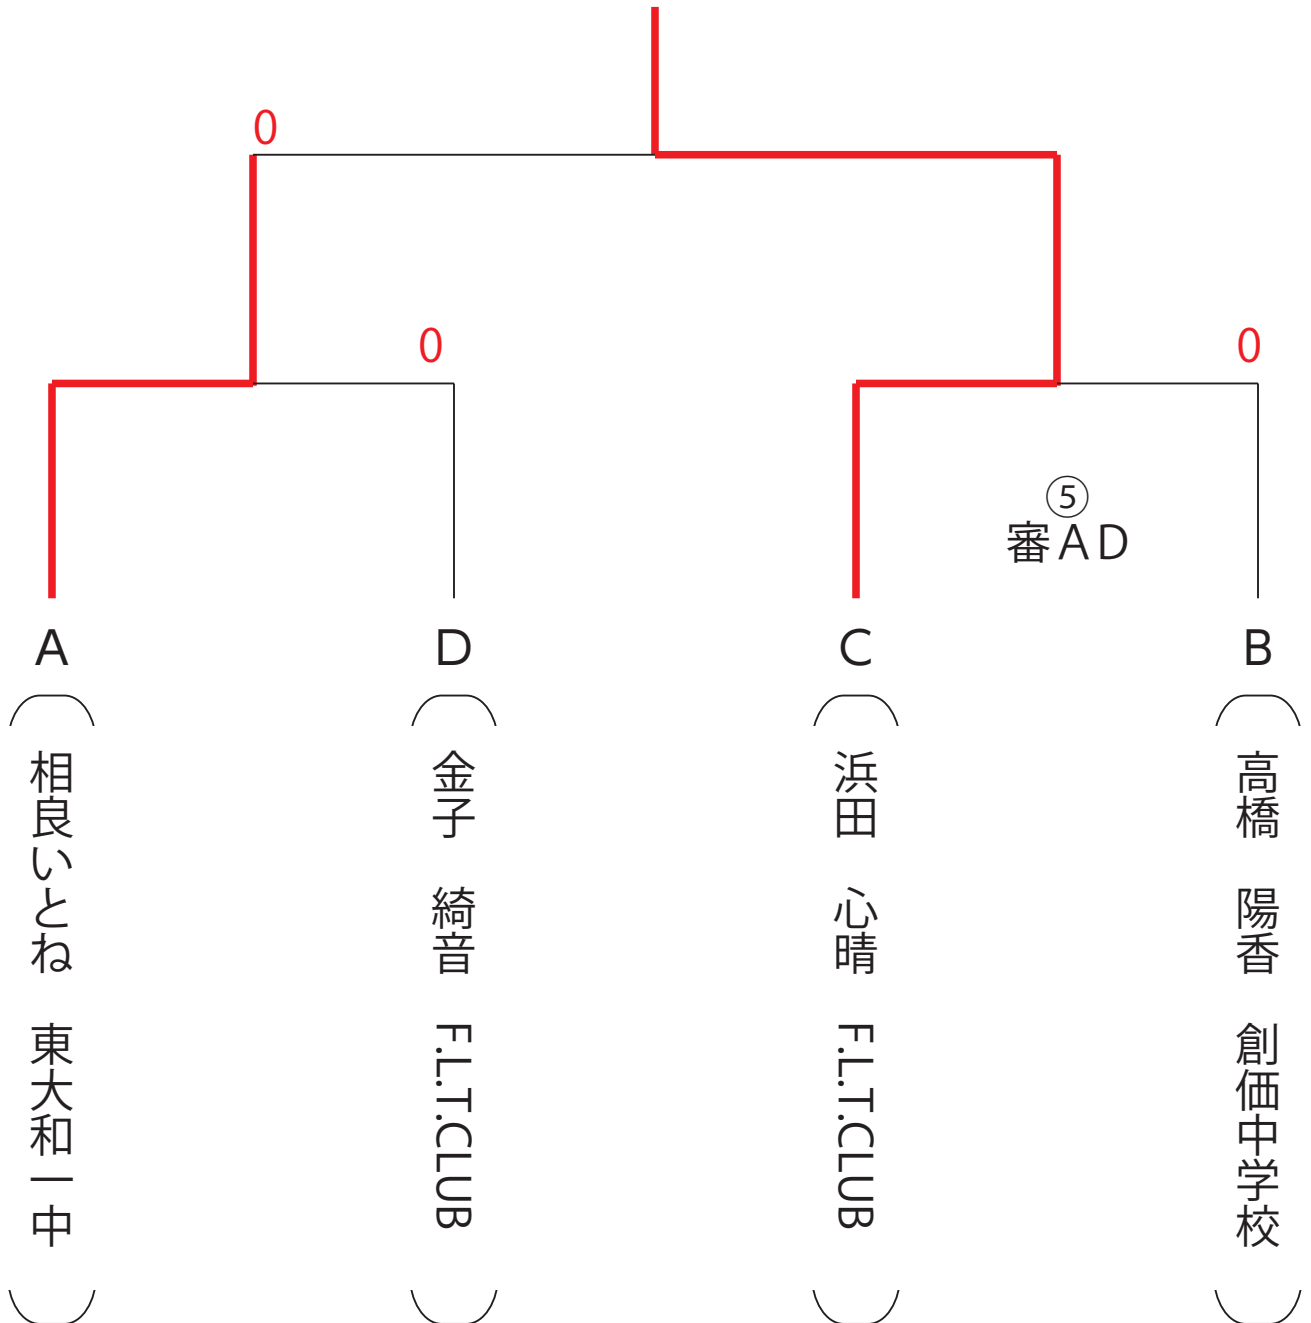 0
0
0
⑤
審AD
A
D
C
B
相良いとね 東大和一中
金子 綺音 F.L.T.CLUB
浜田 心晴 F.L.T.CLUB
高橋 陽香 創価中学校